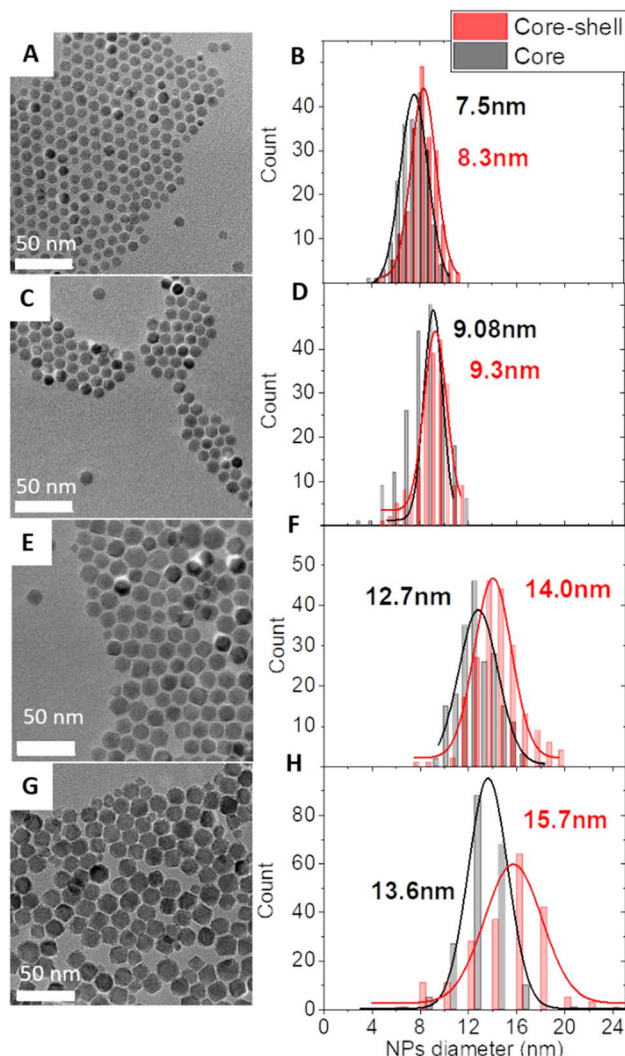 A
50 nm
B
Core-shell
Core
Count
40
30
20
10
0
7.5nm
8.3nm
C
50 nm
D
Count
40
30
20
10
0
9.08nm
9.3nm
E
50 nm
F
Count
50
40
30
20
10
12.7nm
14.0nm
G
50 nm
H
Count
80
60
40
20
0
15.7nm
13.6nm
0 4 8 12 16 20 24
NPs diameter (nm)